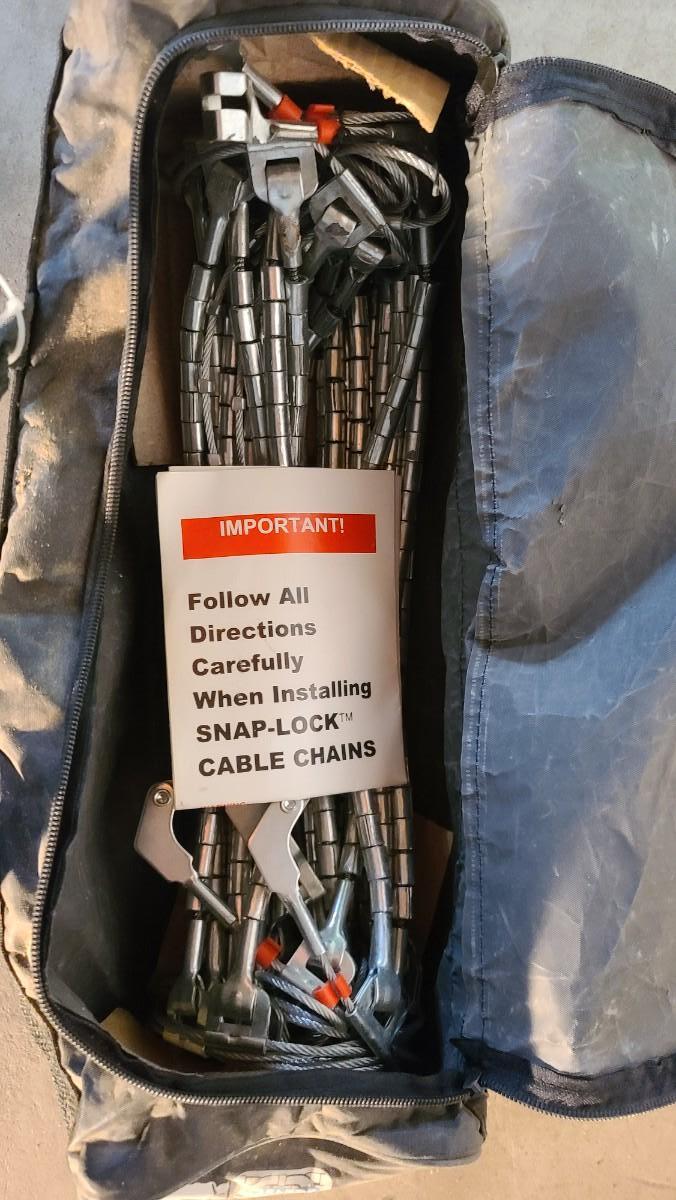 IMPORTANT!
Follow All
Directions
Carefully
When Installing
SNAP-LOCK™
CABLE CHAINS